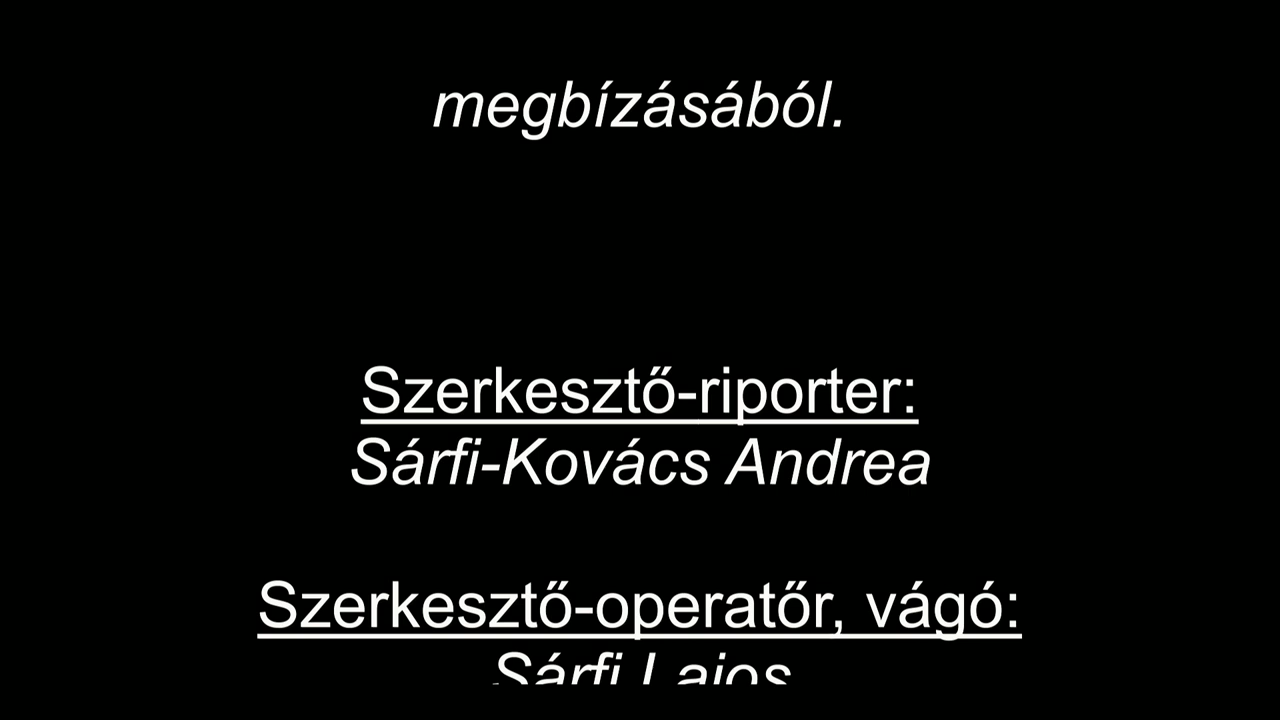 megbízásából.
Szerkesztő-riporter:
Sárfi-Kovács Andrea
Szerkesztő-operatőr, vágó:
Sárfi Lajos